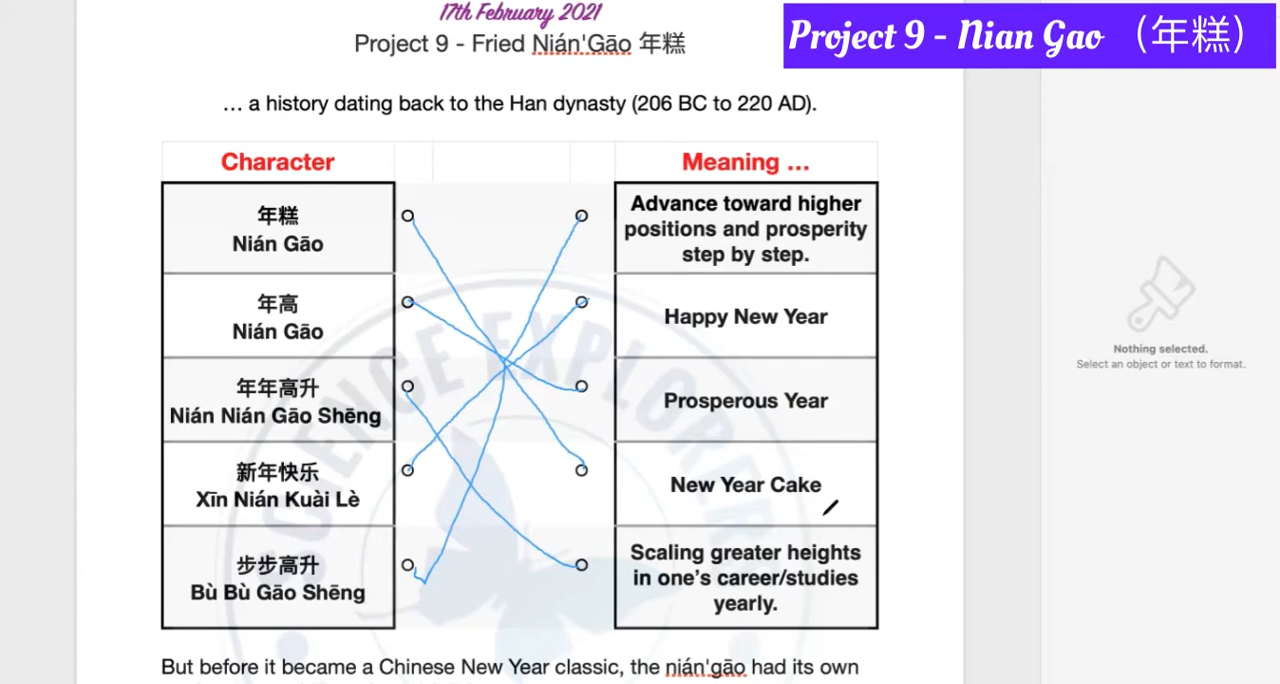 17th February 2021
Project 9 - Fried Nián'Gāo 年糕
Project 9 - Nian Gao （年糕）
… a history dating back to the Han dynasty (206 BC to 220 AD).
Character
Meaning …
年糕
Nián Gāo
Advance toward higher
positions and prosperity
step by step.
年高
Nián Gāo
Happy New Year
年年高升
Nián Nián Gāo Shēng
Prosperous Year
新年快乐
Xīn Nián Kuài Lè
New Year Cake
步步高升
Bù Bù Gāo Shēng
Scaling greater heights
in one's career/studies
yearly.
SCIENCE EXPLORER
Nothing selected.
Select an object or text to format.
But before it became a Chinese New Year classic, the nián'gāo had its own